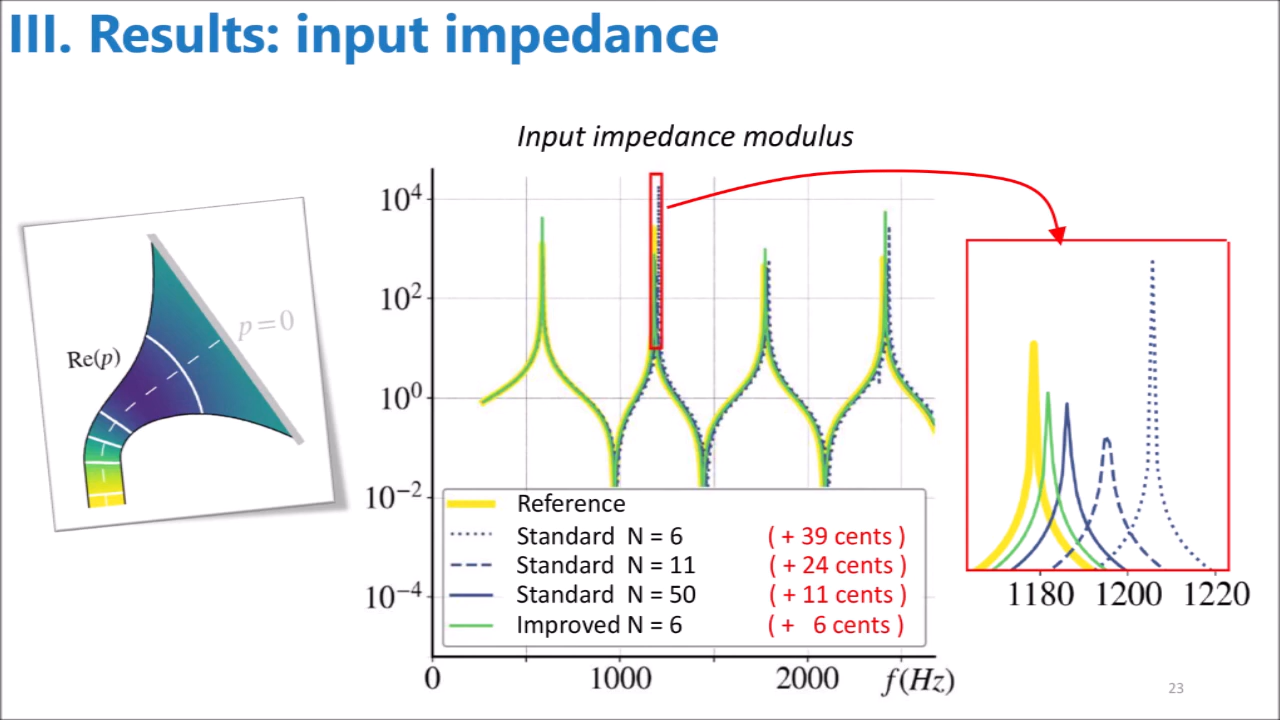 III. Results: input impedance
Input impedance modulus
10⁴
10²
10⁰
10⁻²
10⁻⁴
Re(p)
p = 0
Reference
Standard N = 6 ( + 39 cents )
Standard N = 11 ( + 24 cents )
Standard N = 50 ( + 11 cents )
Improved N = 6 ( + 6 cents )
0 1000 2000 f(Hz)
1180 1200 1220
23